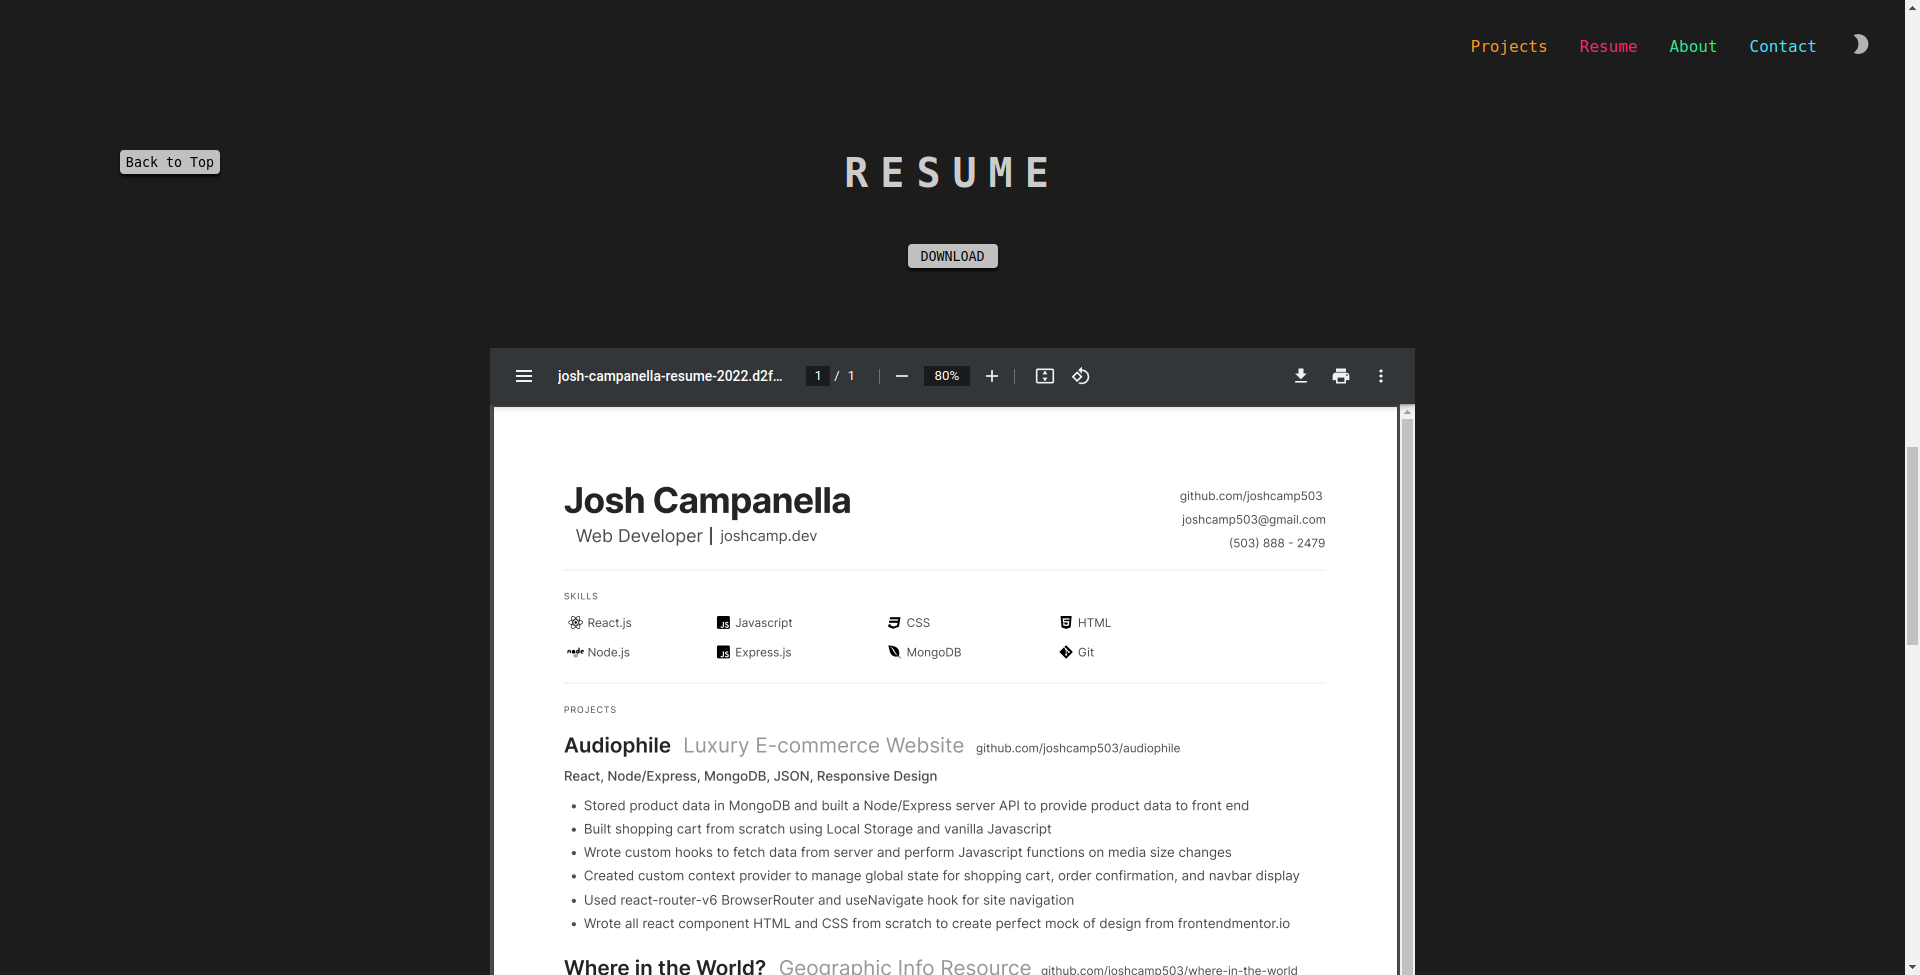 Projects Resume About Contact
Back to Top
RESUME
DOWNLOAD
josh-campanella-resume-2022.d2f... 1 / 1 80%
Josh Campanella
github.com/joshcamp503
Web Developer | joshcamp.dev
joshcamp503@gmail.com
(503) 888 - 2479
SKILLS
React.js Javascript CSS HTML
Node.js Express.js MongoDB Git
PROJECTS
Audiophile Luxury E-commerce Website github.com/joshcamp503/audiophile
React, Node/Express, MongoDB, JSON, Responsive Design
• Stored product data in MongoDB and built a Node/Express server API to provide product data to front end
• Built shopping cart from scratch using Local Storage and vanilla Javascript
• Wrote custom hooks to fetch data from server and perform Javascript functions on media size changes
• Created custom context provider to manage global state for shopping cart, order confirmation, and navbar display
• Used react-router-v6 BrowserRouter and useNavigate hook for site navigation
• Wrote all react component HTML and CSS from scratch to create perfect mock of design from frontendmentor.io
Where in the World? Geographic Info Resource github.com/joshcamp503/where-in-the-world